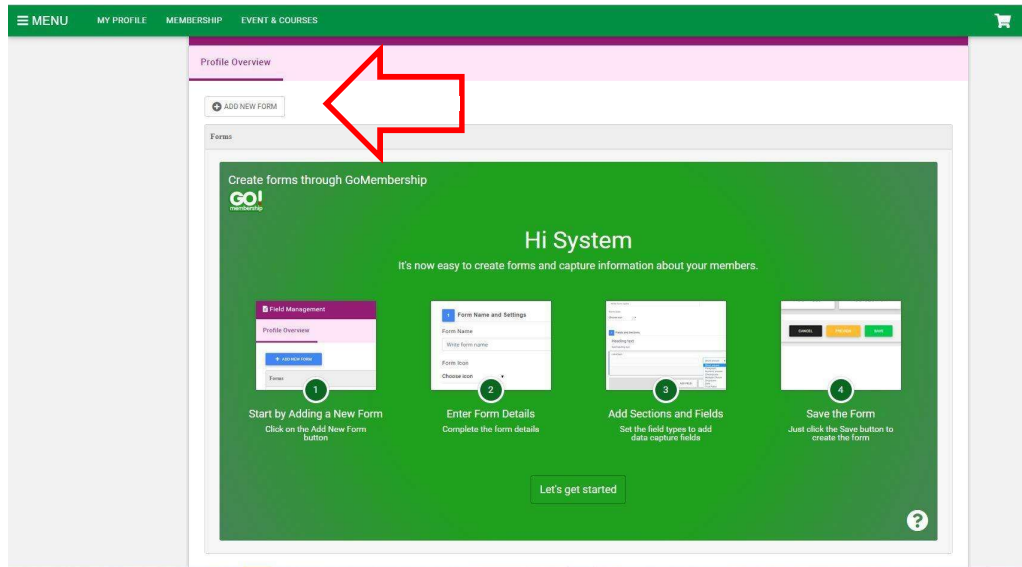 MENU MY PROFILE MEMBERSHIP EVENT & COURSES
Profile Overview
ADD NEW FORM
Forms
Create forms through GoMembership
GO!
membership
Hi System
It's now easy to create forms and capture information about your members.
Field Management
Profile Overview
ADD NEW FORM
Forms
1
Start by Adding a New Form
Click on the Add New Form
button
1 Form Name and Settings
Form Name
Write form name
Form Icon
Choose icon
2
Enter Form Details
Complete the form details
Heading text
3
Add Sections and Fields
Set the field types to add
data capture fields
CANCEL PREVIEW SAVE
4
Save the Form
Just click the Save button to
create the form
Let's get started
?